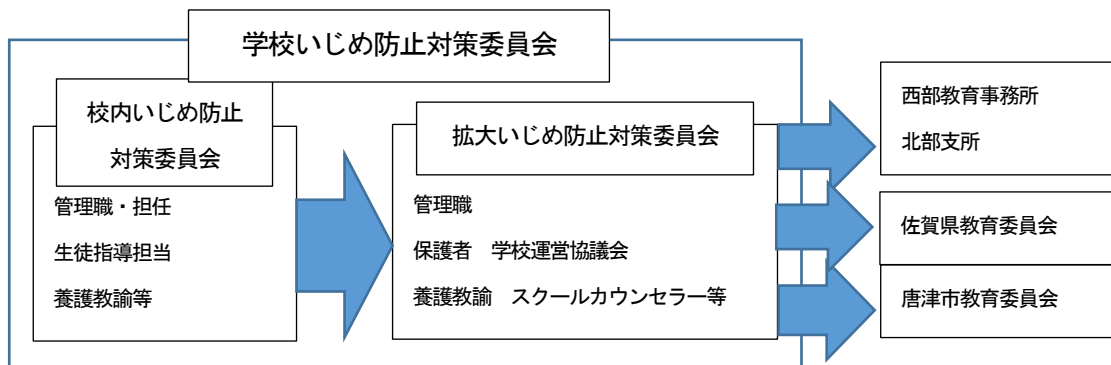 学校いじめ防止対策委員会
校内いじめ防止
対策委員会
管理職・担任
生徒指導担当
養護教諭等
拡大いじめ防止対策委員会
管理職
保護者　学校運営協議会
養護教諭　スクールカウンセラー等
西部教育事務所
北部支所
佐賀県教育委員会
唐津市教育委員会